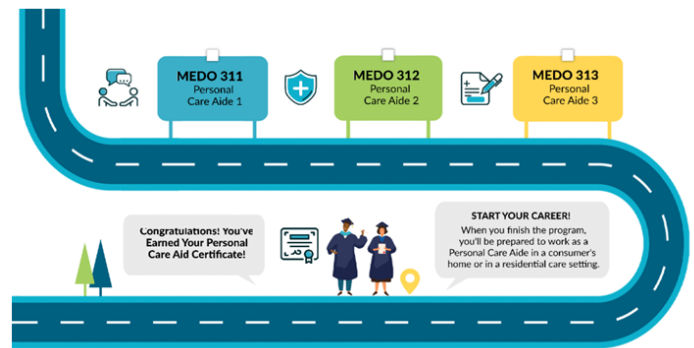 MEDO 311
Personal
Care Aide 1
MEDO 312
Personal
Care Aide 2
MEDO 313
Personal
Care Aide 3
Congratulations! You've
Earned Your Personal
Care Aid Certificate!
START YOUR CAREER!
When you finish the program,
you'll be prepared to work as a
Personal Care Aide in a consumer's
home or in a residential care setting.